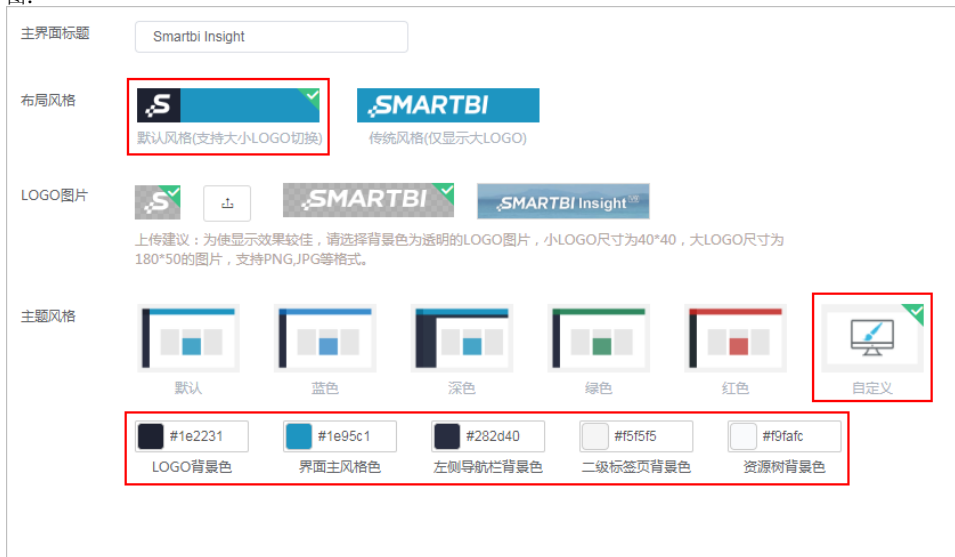 图:
主界面标题
Smartbi Insight
布局风格
S
SMARTBI
默认风格(支持大小LOGO切换)
传统风格(仅显示大LOGO)
LOGO图片
S
SMARTBI
SMARTBI Insight
上传建议：为使显示效果较佳，请选择背景色为透明的LOGO图片，小LOGO尺寸为40*40，大LOGO尺寸为
180*50的图片，支持PNG,JPG等格式。
主题风格
默认
蓝色
深色
绿色
红色
自定义
#1e2231
#1e95c1
#282d40
#f5f5f5
#f9fafc
LOGO背景色
界面主风格色
左侧导航栏背景色
二级标签页背景色
资源树背景色